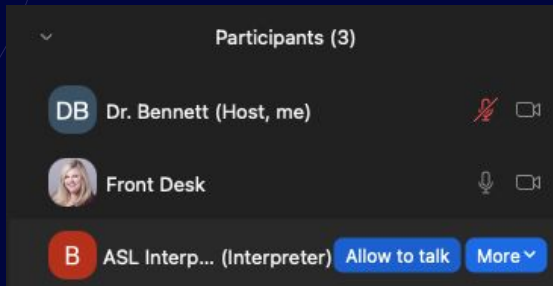 Participants (3)
DB Dr. Bennett (Host, me)
Front Desk
B ASL Interp... (Interpreter) Allow to talk More